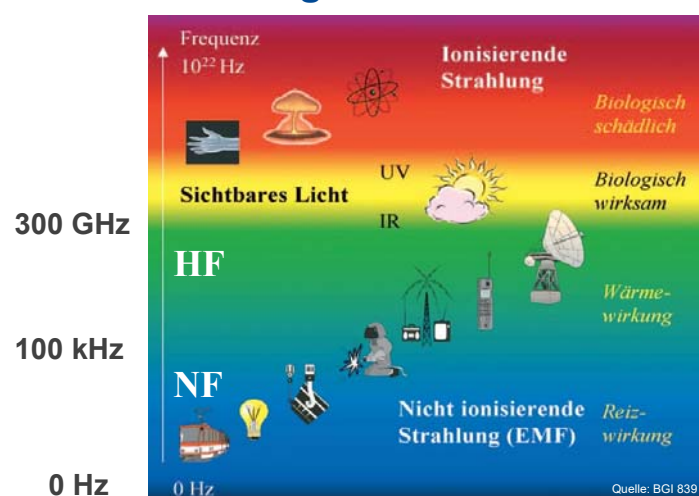 Frequenz
10²² Hz
Ionisierende
Strahlung
Biologisch
schädlich
UV
Sichtbares Licht
Biologisch
wirksam
IR
300 GHz
HF
Wärme-
wirkung
100 kHz
NF
Nicht ionisierende
Strahlung (EMF)
Reiz-
wirkung
0 Hz
0 Hz
Quelle: BGI 839